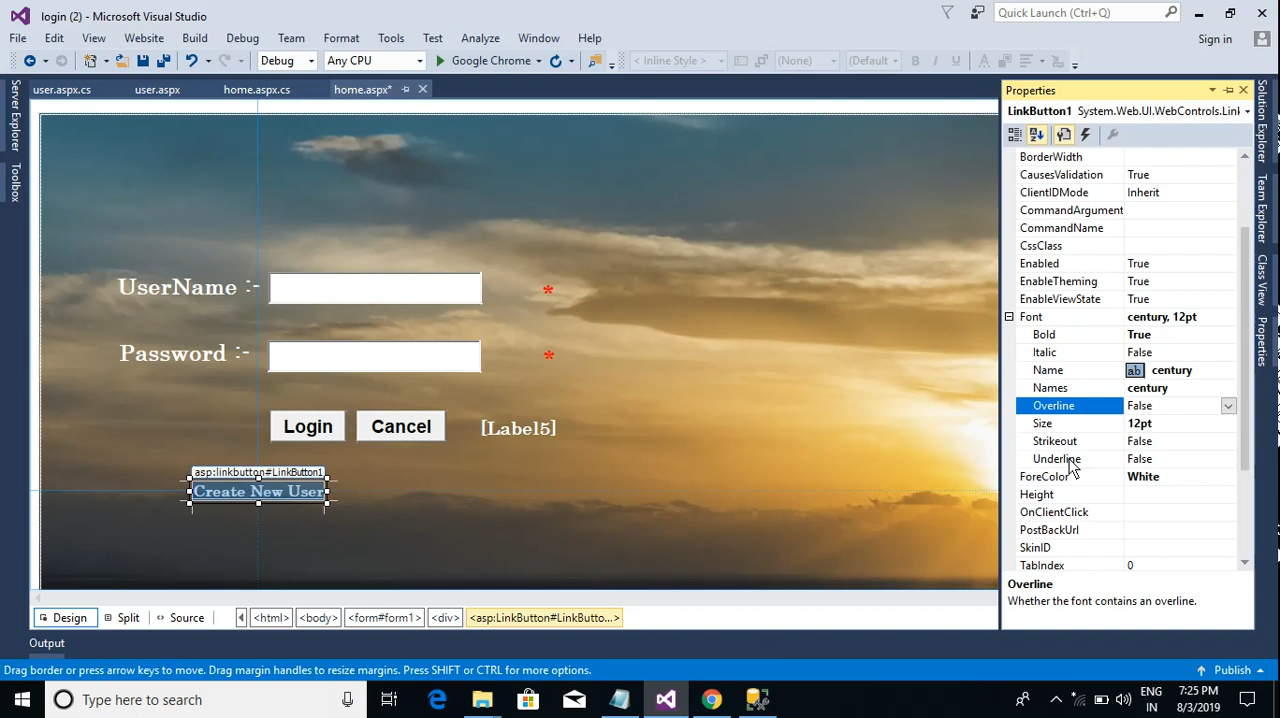 login (2) - Microsoft Visual Studio
Quick Launch (Ctrl+Q)
File Edit View Website Build Debug Team Format Tools Test Analyze Window Help
Sign in
Debug Any CPU Google Chrome < Inline Style > (None) (Default
user.aspx.cs user.aspx home.aspx.cs home.aspx*
Server Explorer
Toolbox
UserName :-
*
Password :-
*
Login Cancel [Label5]
asp:linkbutton#LinkButton1
Create New User
Properties
LinkButton1 System.Web.UI.WebControls.Link
BorderWidth
CausesValidation True
ClientIDMode Inherit
CommandArgument
CommandName
CssClass
Enabled True
EnableTheming True
EnableViewState True
Font century, 12pt
Bold True
Italic False
Name ab century
Names century
Overline False
Size 12pt
Strikeout False
Underline False
ForeColor White
Height
OnClientClick
PostBackUrl
SkinID
TabIndex 0
Overline
Whether the font contains an overline.
Solution Explorer
Team Explorer
Class View
Properties
Design Split Source <html> <body> <form#form1> <div> <asp:LinkButton#LinkButto...>
Output
Drag border or press arrow keys to move. Drag margin handles to resize margins. Press SHIFT or CTRL for more options.
Publish
Type here to search
ENG
IN
7:25 PM
8/3/2019